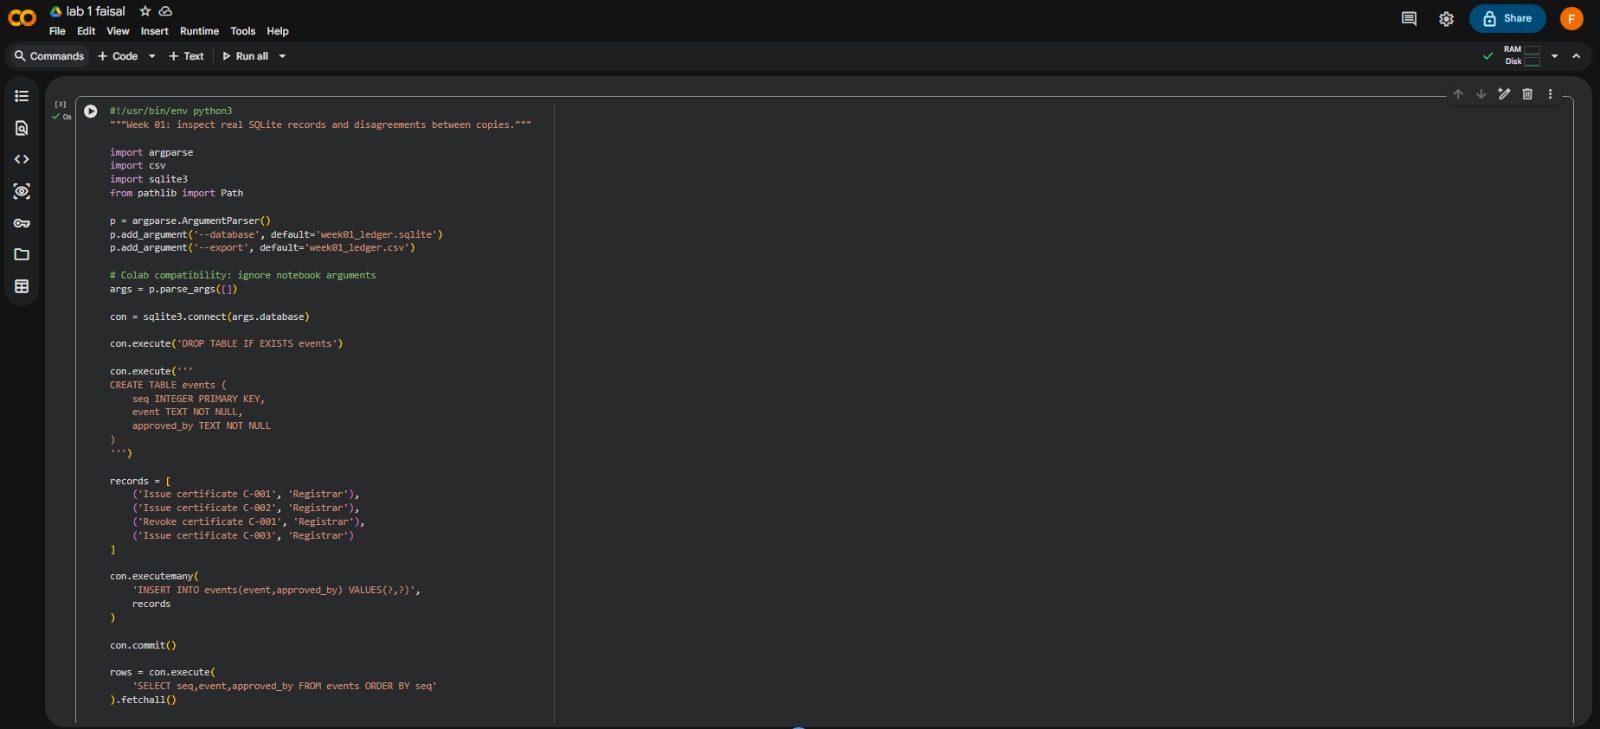 lab 1 faisal
File Edit View Insert Runtime Tools Help
Share
F
Commands + Code + Text Run all
RAM
Disk
[3]
0s
#!/usr/bin/env python3
"""Week 01: inspect real SQLite records and disagreements between copies."""
import argparse
import csv
import sqlite3
from pathlib import Path
p = argparse.ArgumentParser()
p.add_argument('--database', default='week01_ledger.sqlite')
p.add_argument('--export', default='week01_ledger.csv')
# Colab compatibility: ignore notebook arguments
args = p.parse_args([])
con = sqlite3.connect(args.database)
con.execute('DROP TABLE IF EXISTS events')
con.execute('''
CREATE TABLE events (
    seq INTEGER PRIMARY KEY,
    event TEXT NOT NULL,
    approved_by TEXT NOT NULL
)
''')
records = [
    ('Issue certificate C-001', 'Registrar'),
    ('Issue certificate C-002', 'Registrar'),
    ('Revoke certificate C-001', 'Registrar'),
    ('Issue certificate C-003', 'Registrar')
]
con.executemany(
    'INSERT INTO events(event,approved_by) VALUES(?,?)',
    records
)
con.commit()
rows = con.execute(
    'SELECT seq,event,approved_by FROM events ORDER BY seq'
).fetchall()